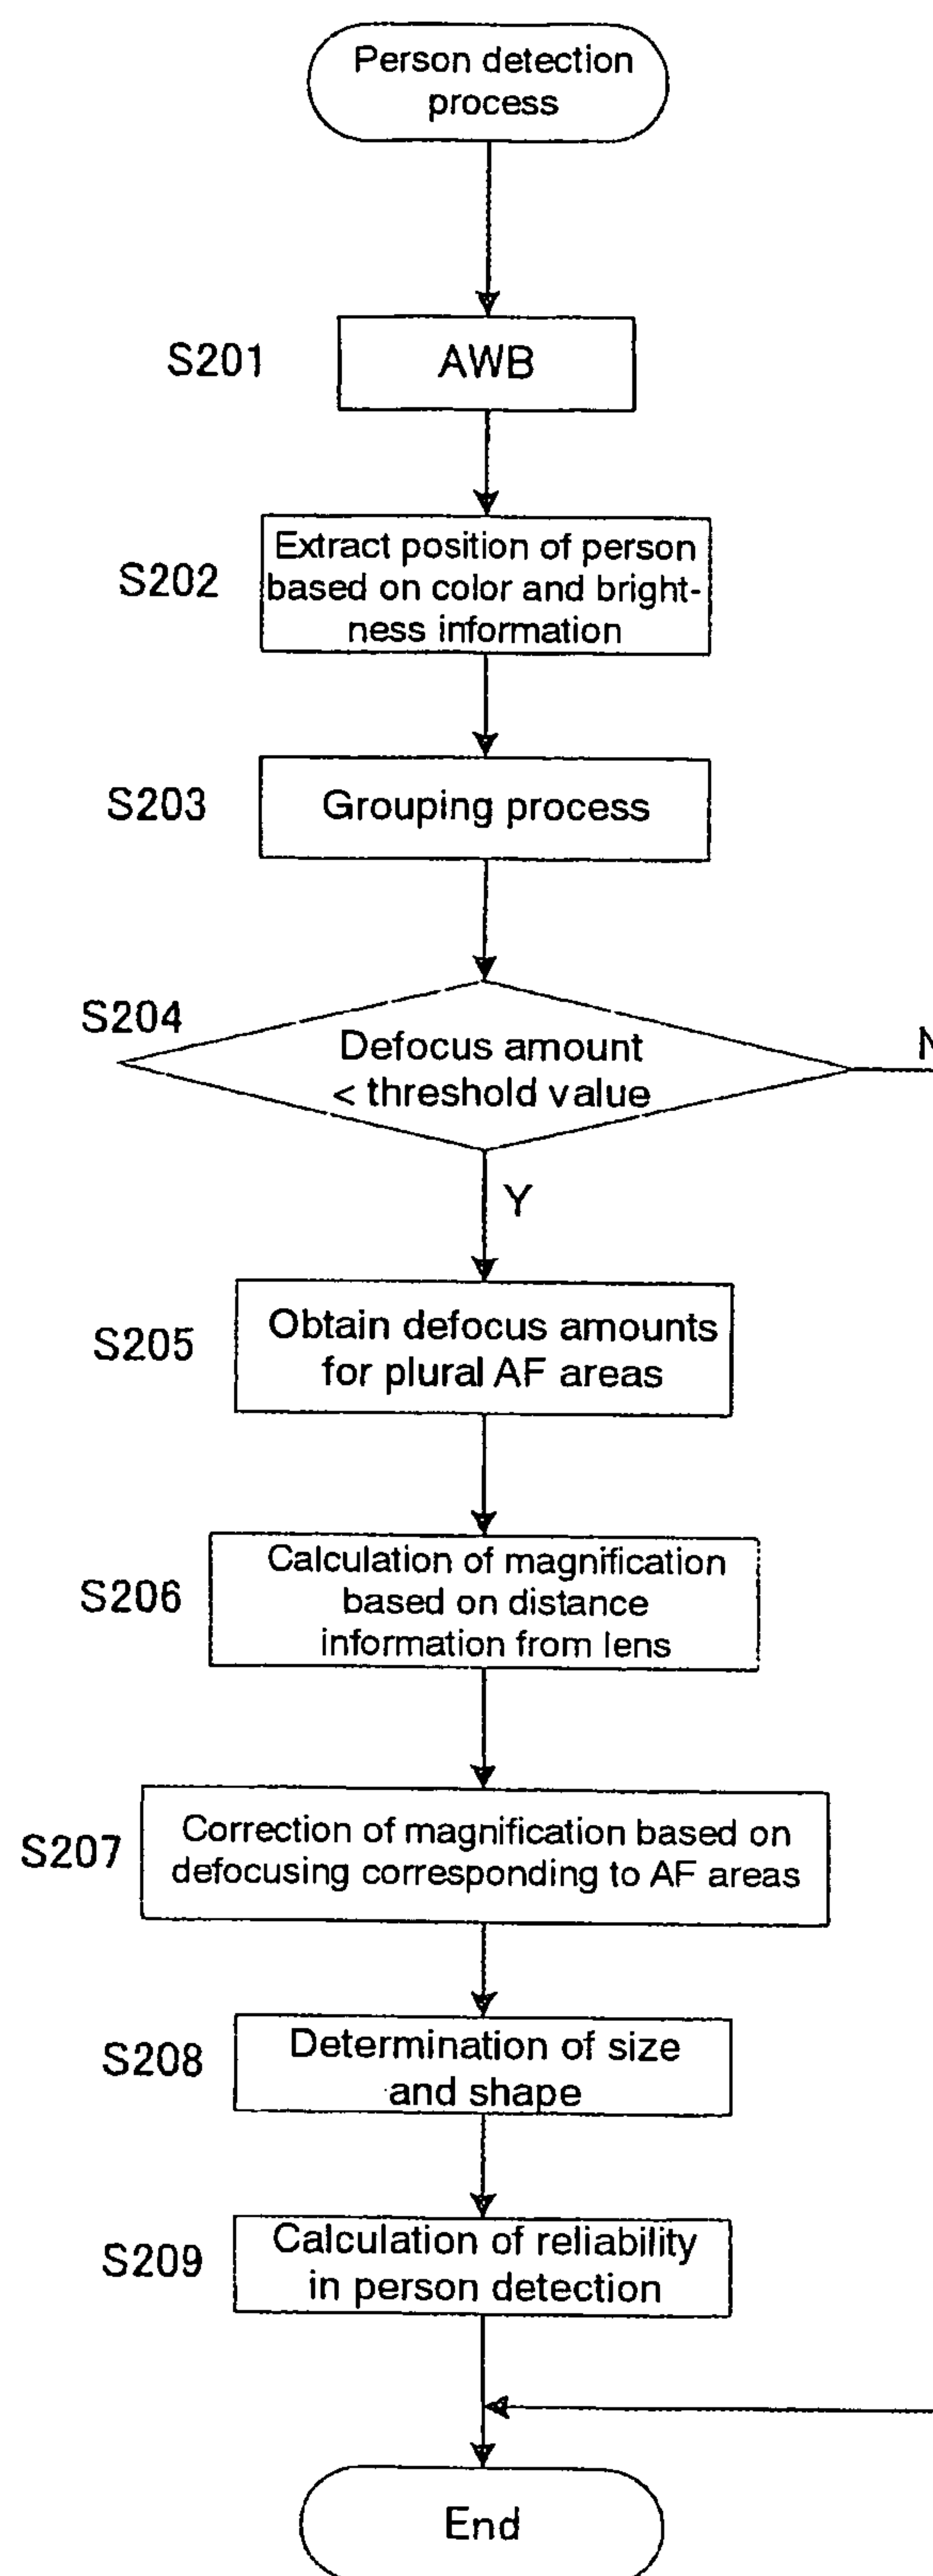 Person detection
process
S201
AWB
S202
Extract position of person
based on color and bright-
ness information
S203
Grouping process
S204
Defocus amount
< threshold value
N
Y
S205
Obtain defocus amounts
for plural AF areas
S206
Calculation of magnification
based on distance
information from lens
S207
Correction of magnification based on
defocusing corresponding to AF areas
S208
Determination of size
and shape
S209
Calculation of reliability
in person detection
End